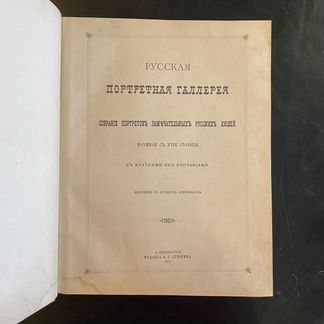 РУССКАЯ
ПОРТРЕТНАЯ ГАЛЛЕРЕЯ
СОБРАНІЕ ПОРТРЕТОВЪ ЗАМѢЧАТЕЛЬНЫХЪ РУССКИХЪ ЛЮДЕЙ
НАЧИНАЯ СЪ XVIII СТОЛѢТІЯ
СЪ КРАТКИМИ ИХЪ БІОГРАФІЯМИ
С.-ПЕТЕРБУРГЪ
ИЗДАНІЕ А. С. СУВОРИНА